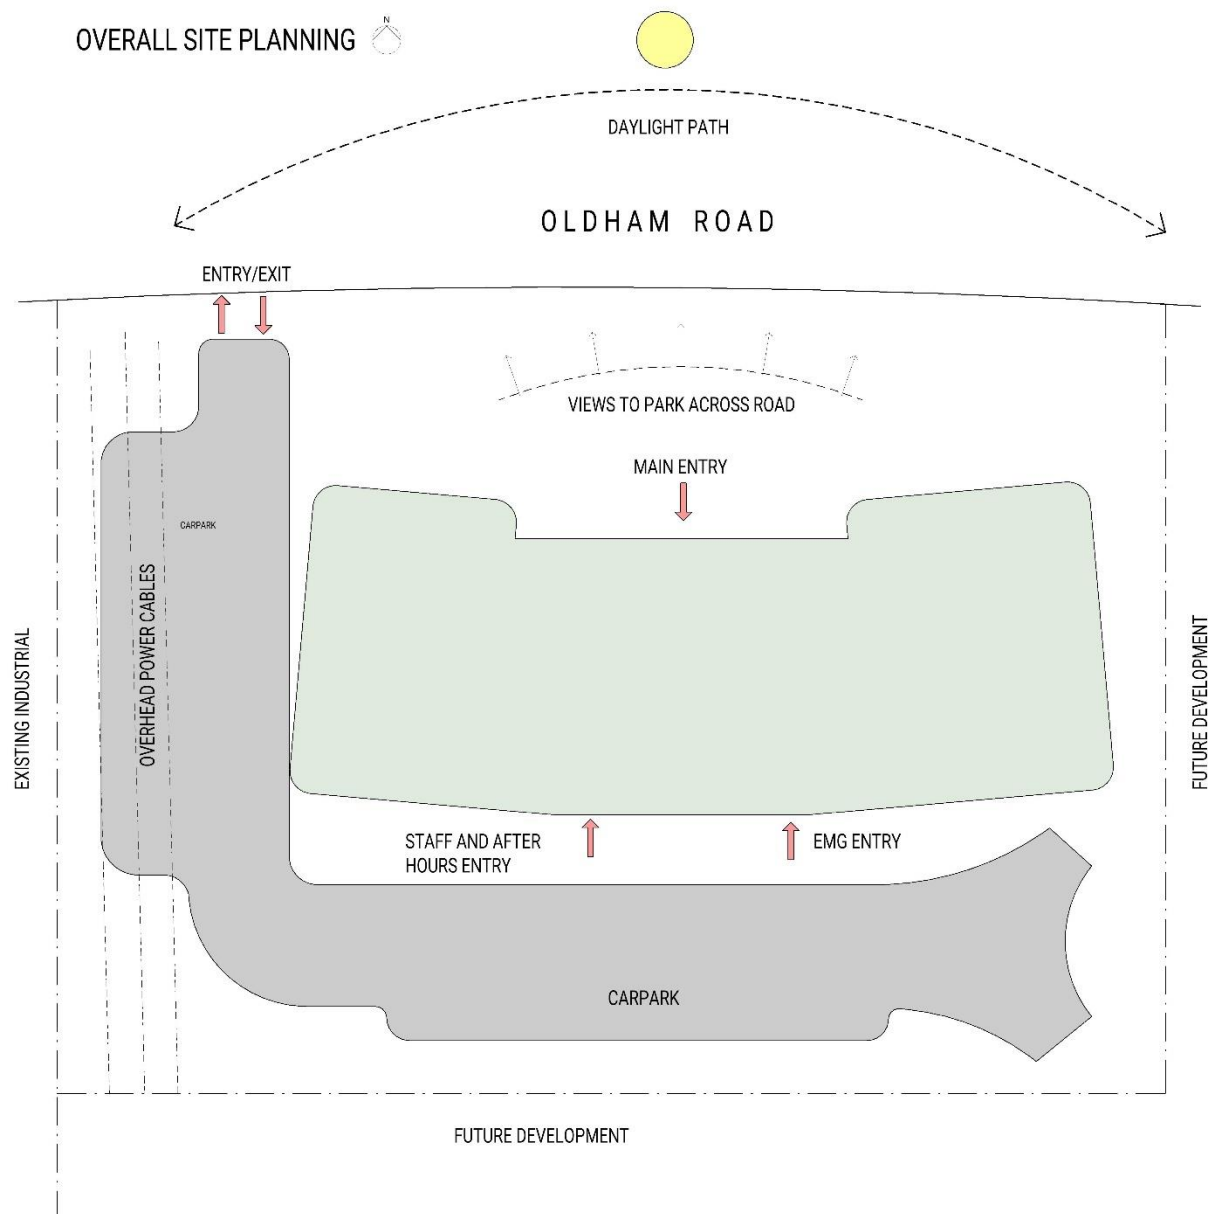 OVERALL SITE PLANNING
N
DAYLIGHT PATH
OLDHAM ROAD
ENTRY/EXIT
VIEWS TO PARK ACROSS ROAD
MAIN ENTRY
CARPARK
OVERHEAD POWER CABLES
EXISTING INDUSTRIAL
FUTURE DEVELOPMENT
STAFF AND AFTER
HOURS ENTRY
EMG ENTRY
CARPARK
FUTURE DEVELOPMENT